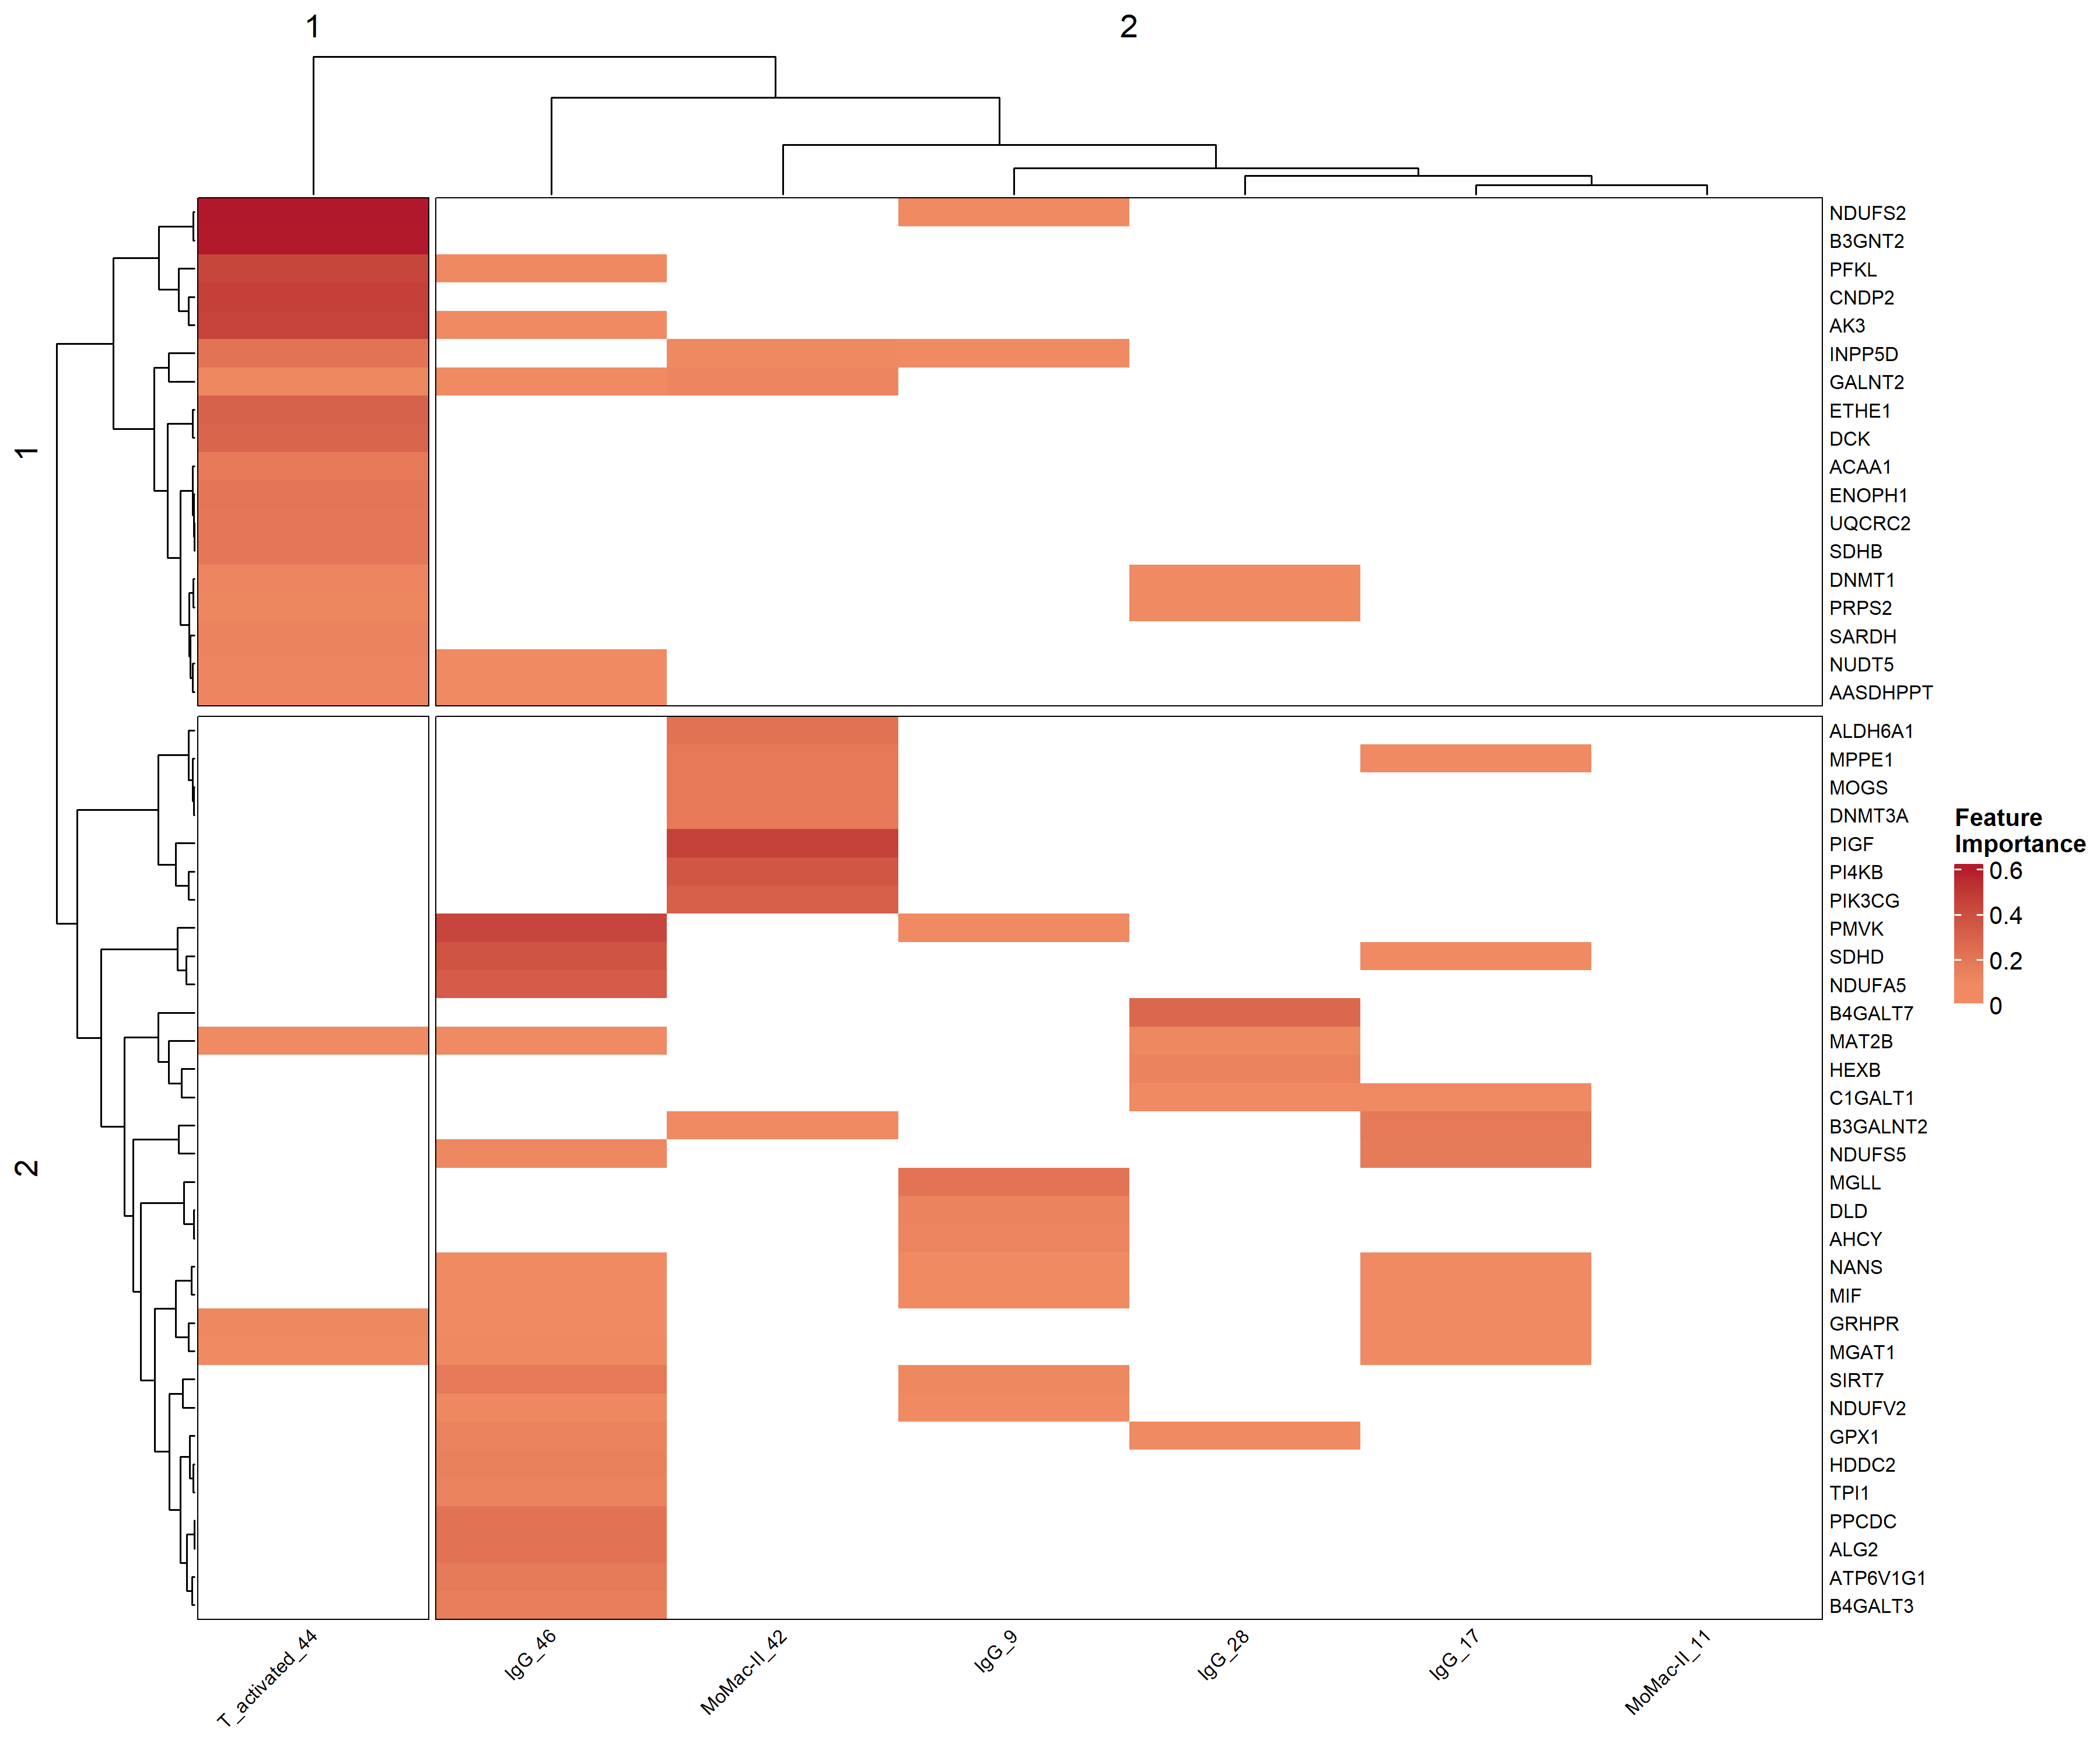 1
2
1
2
NDUFS2
B3GNT2
PFKL
CNDP2
AK3
INPP5D
GALNT2
ETHE1
DCK
ACAA1
ENOPH1
UQCRC2
SDHB
DNMT1
PRPS2
SARDH
NUDT5
AASDHPPT
ALDH6A1
MPPE1
MOGS
DNMT3A
PIGF
PI4KB
PIK3CG
PMVK
SDHD
NDUFA5
B4GALT7
MAT2B
HEXB
C1GALT1
B3GALNT2
NDUFS5
MGLL
DLD
AHCY
NANS
MIF
GRHPR
MGAT1
SIRT7
NDUFV2
GPX1
HDDC2
TPI1
PPCDC
ALG2
ATP6V1G1
B4GALT3
Feature
Importance
0.6
0.4
0.2
0
T_activated_44
IgG_46
MoMac-II_42
IgG_9
IgG_28
IgG_17
MoMac-II_11